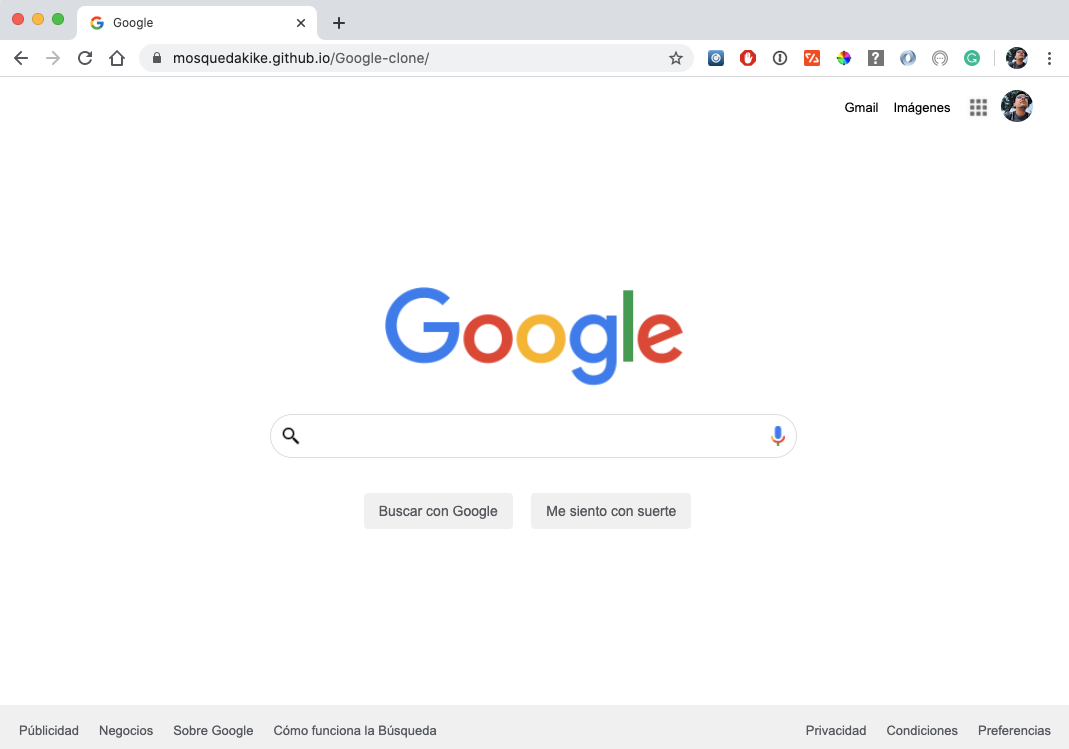 Google
mosquedakike.github.io/Google-clone/
Gmail Imágenes
Google
Buscar con Google Me siento con suerte
Públicidad Negocios Sobre Google Cómo funciona la Búsqueda Privacidad Condiciones Preferencias